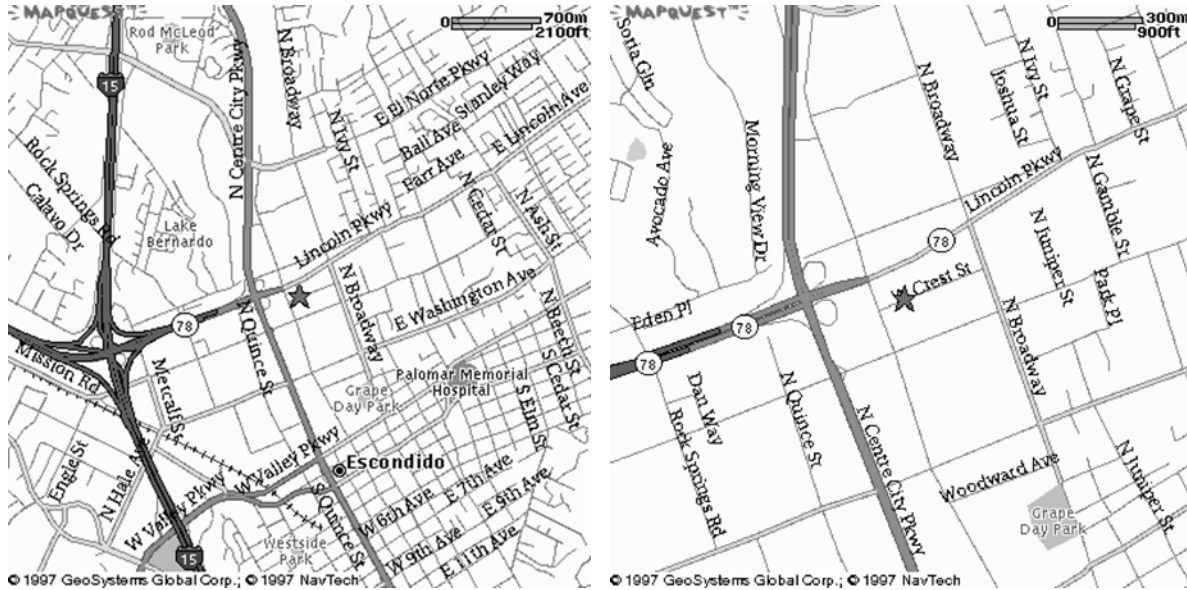 MAPQUEST™
0 700m
2100ft
Rod McLeod
Park
15
N Centre City Pkwy
N Broadway
N Ivy St
E El Norte Pkwy
Stanley Way
Ball Ave
E Lincoln Ave
Farr Ave
Rock Springs Rd
Calavo Dr
Lake
Bernardo
Lincoln Pkwy
N Cedar St
N Ash St
N Broadway
E Washington Ave
78
N Quince St
N Beech St
S Cedar St
Mission Rd
Metcalf St
Palomar Memorial
Hospital
Grape
Day Park
S Elm St
Engle St
N Hale Ave
W Valley Pkwy
Escondido
W Valley Pkwy
S Quince St
W 6th Ave
E 7th Ave
E 9th Ave
W 9th Ave
E 11th Ave
Westside
Park
15
© 1997 GeoSystems Global Corp.; © 1997 NavTech
MAPQUEST™
0 300m
900ft
Soria Gln
N Broadway
N Ivy St
Joshua St
N Grape St
Avocado Ave
Morning View Dr
Lincoln Pkwy
N Gamble St
78
N Juniper St
Park Pl
Crest St
Eden Pl
78
N Broadway
78
Dan Way
Rock Springs Rd
N Quince St
N Centre City Pkwy
Woodward Ave
N Juniper St
Grape
Day Park
© 1997 GeoSystems Global Corp.; © 1997 NavTech